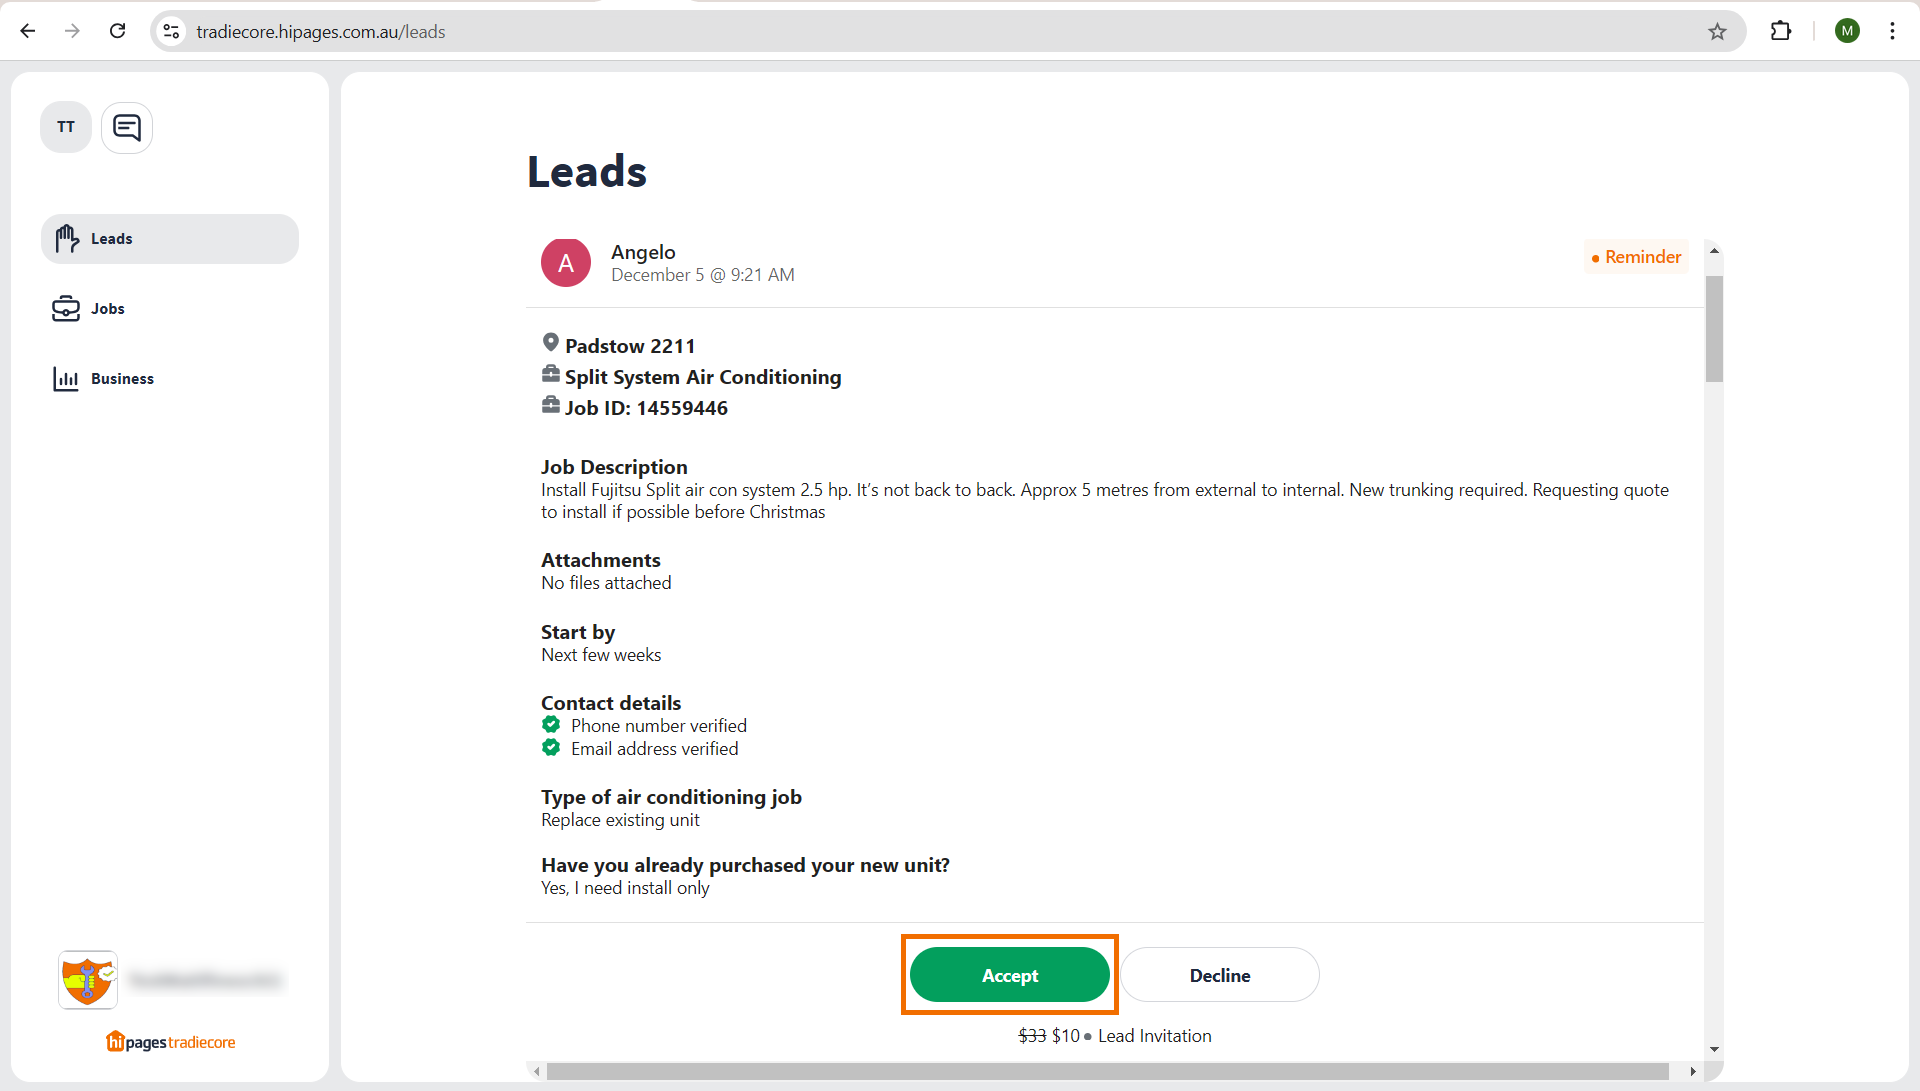 tradiecore.hipages.com.au/leads
M
TT
Leads
Jobs
Business
hipages tradiecore
Leads
A
Angelo
December 5 @ 9:21 AM
Reminder
Padstow 2211
Split System Air Conditioning
Job ID: 14559446
Job Description
Install Fujitsu Split air con system 2.5 hp. It’s not back to back. Approx 5 metres from external to internal. New trunking required. Requesting quote
to install if possible before Christmas
Attachments
No files attached
Start by
Next few weeks
Contact details
Phone number verified
Email address verified
Type of air conditioning job
Replace existing unit
Have you already purchased your new unit?
Yes, I need install only
Accept
Decline
$33 $10 • Lead Invitation